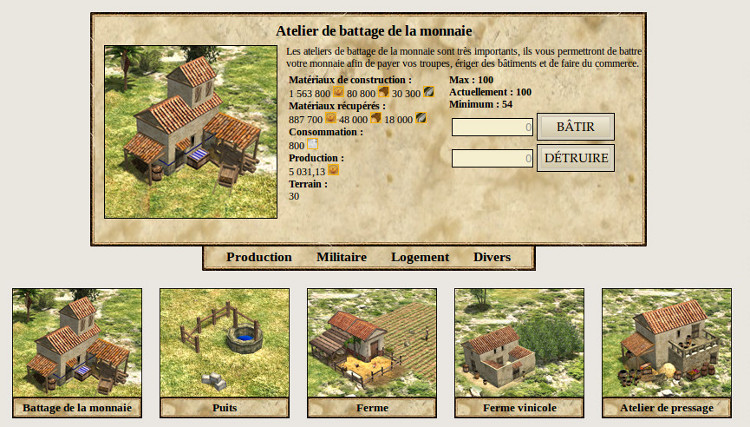 Atelier de battage de la monnaie
Les ateliers de battage de la monnaie sont très importants, ils vous permettront de battre
votre monnaie afin de payer vos troupes, ériger des bâtiments et de faire du commerce.
Matériaux de construction :
1 563 800 80 800 30 300
Matériaux récupérés :
887 700 48 000 18 000
Consommation :
800
Production :
5 031,13
Terrain :
30
Max : 100
Actuellement : 100
Minimum : 54
0 BÂTIR
0 DÉTRUIRE
Production Militaire Logement Divers
Battage de la monnaie
Puits
Ferme
Ferme vinicole
Atelier de pressage